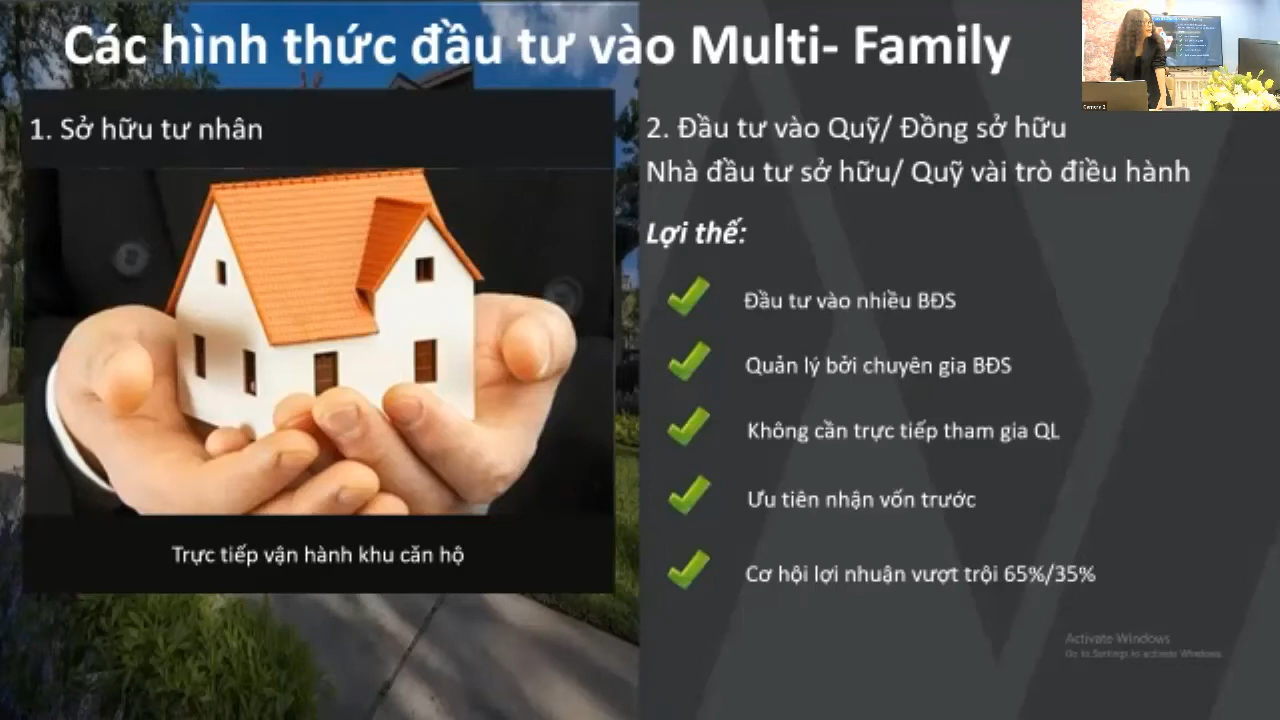 Các hình thức đầu tư vào Multi- Family
1. Sở hữu tư nhân
Trực tiếp vận hành khu căn hộ
2. Đầu tư vào Quỹ/ Đồng sở hữu
Nhà đầu tư sở hữu/ Quỹ vài trò điều hành
Lợi thế:
Đầu tư vào nhiều BĐS
Quản lý bởi chuyên gia BĐS
Không cần trực tiếp tham gia QL
Ưu tiên nhận vốn trước
Cơ hội lợi nhuận vượt trội 65%/35%
Activate Windows
Go to Settings to activate Windows.